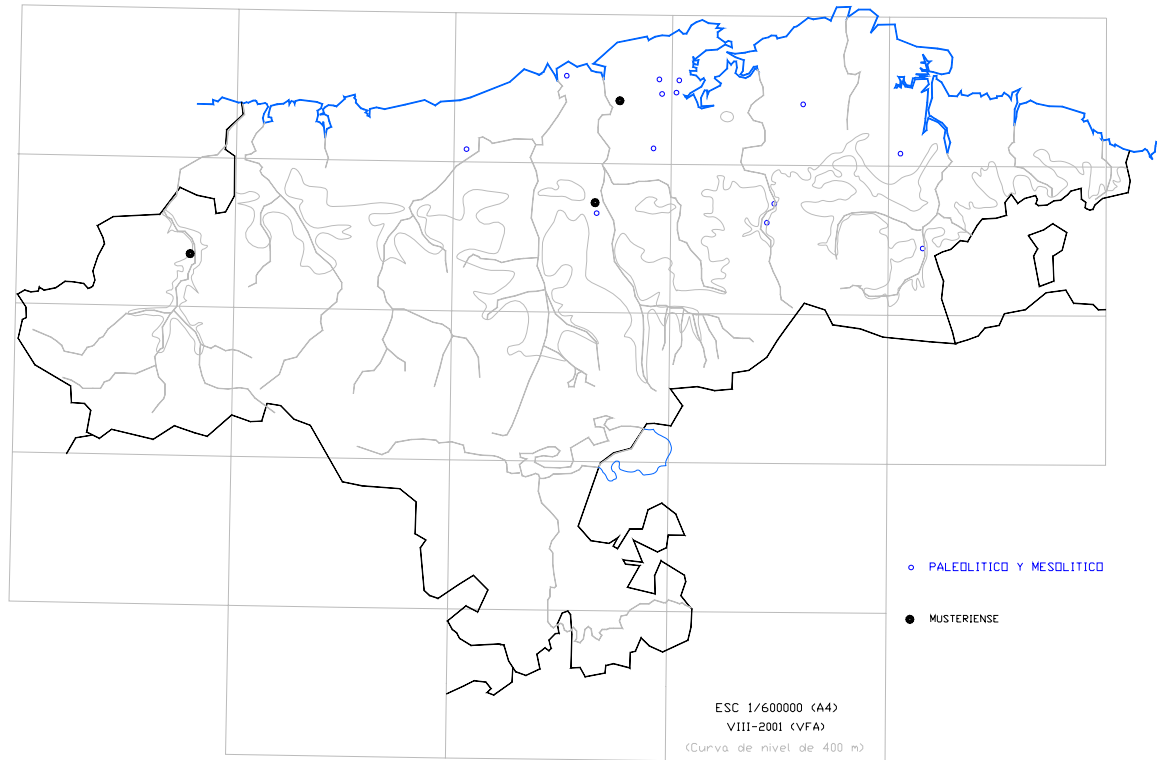 PALEOLITICO Y MESOLITICO
MUSTERIENSE
ESC 1/600000 (A4)
VIII-2001 (VFA)
(Curva de nivel de 400 m)